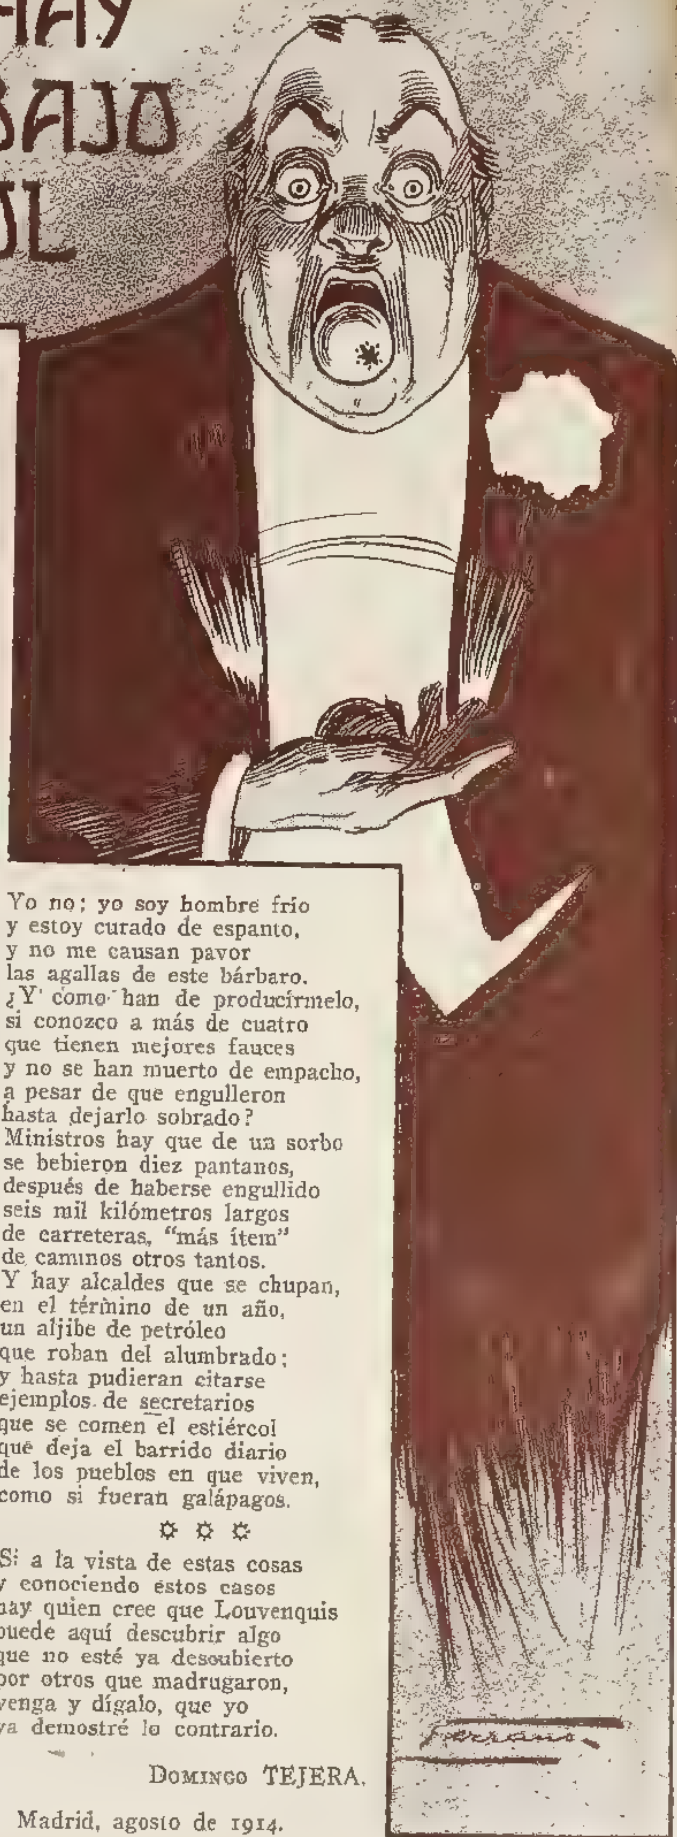 HAY
BAJO
OL
Yo no; yo soy hombre frío
y estoy curado de espanto,
y no me causan pavor
las agallas de este bárbaro.
¿Y como han de producírmelo,
si conozco a más de cuatro
que tienen mejores fauces
y no se han muerto de empacho,
a pesar de que engulleron
hasta dejarlo sobrado?
Ministros hay que de un sorbo
se bebieron diez pantanos,
después de haberse engullido
seis mil kilómetros largos
de carreteras, “más ítem”
de caminos otros tantos.
Y hay alcaldes que se chupan,
en el término de un año,
un aljibe de petróleo
que roban del alumbrado;
y hasta pudieran citarse
ejemplos de secretarios
que se comen el estiércol
que deja el barrido diario
de los pueblos en que viven,
como si fueran galápagos.
Si a la vista de estas cosas
y conociendo estos casos
hay quien cree que Louvenquis
puede aquí descubrir algo
que no esté ya descubierto
por otros que madrugaron,
venga y dígalo, que yo
ya demostré lo contrario.
DOMINGO TEJERA.
Madrid, agosto de 1914.